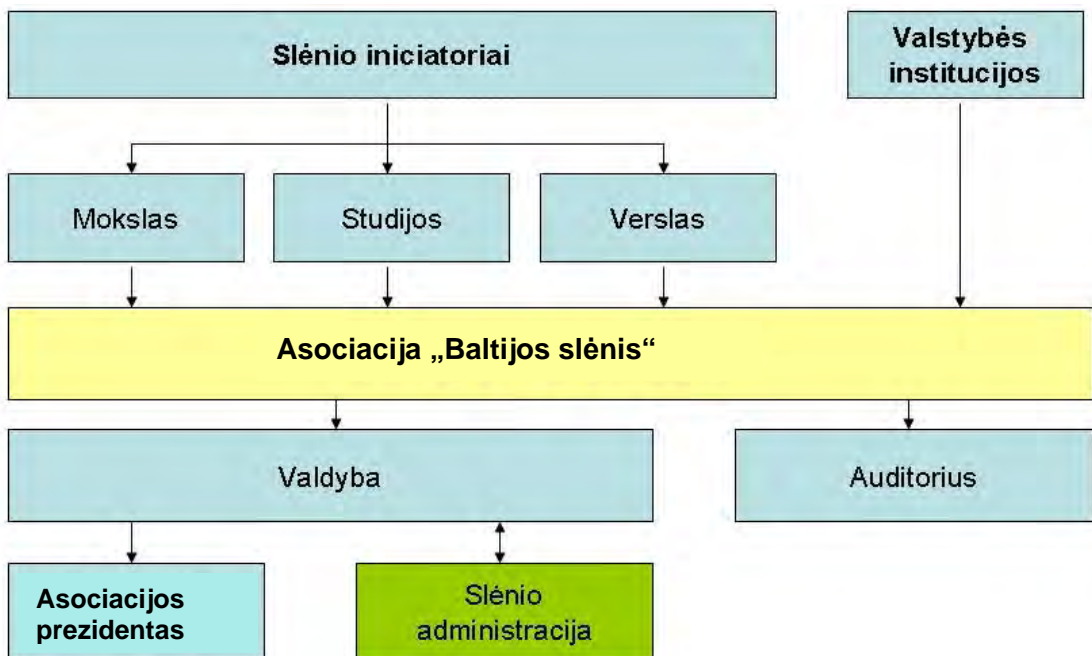 Slėnio iniciatoriai
Valstybės
institucijos
Mokslas
Studijos
Verslas
Asociacija „Baltijos slėnis“
Valdyba
Auditorius
Asociacijos
prezidentas
Slėnio
administracija